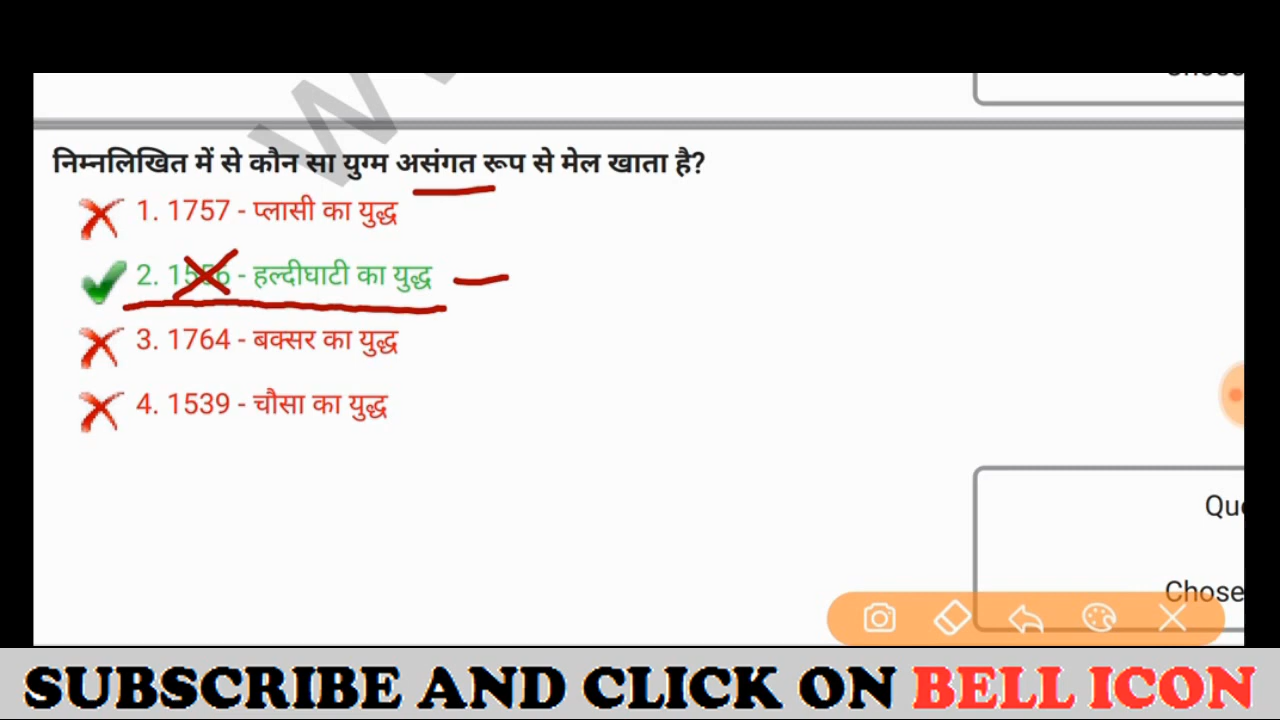 निम्नलिखित में से कौन सा युग्म असंगत रूप से मेल खाता है?
1. 1757 - प्लासी का युद्ध
2. 1556 - हल्दीघाटी का युद्ध
3. 1764 - बक्सर का युद्ध
4. 1539 - चौसा का युद्ध
Chose
SUBSCRIBE AND CLICK ON BELL ICON